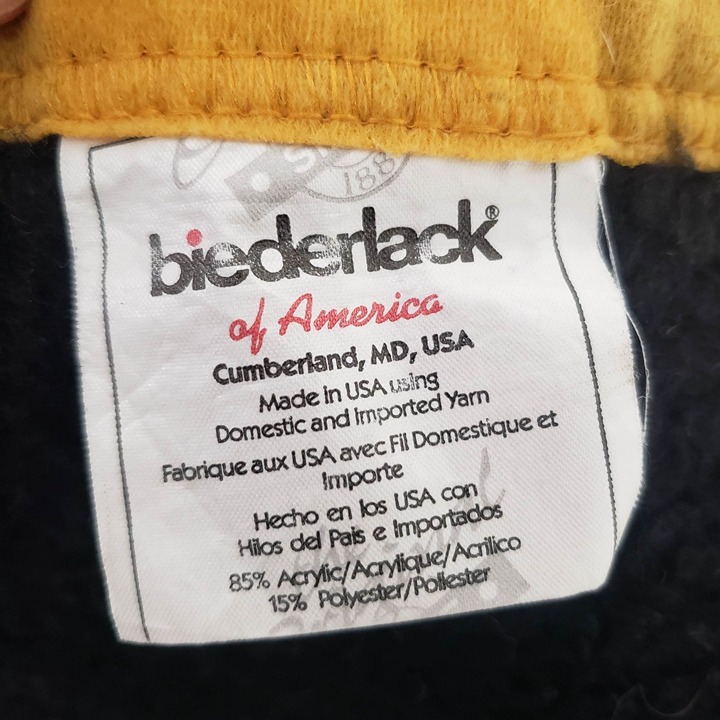 188
biederlack®
of America
Cumberland, MD, USA
Made in USA using
Domestic and Imported Yarn
Fabrique aux USA avec Fil Domestique et
Importe
Hecho en los USA con
Hilos del Pais e Importados
85% Acrylic/Acrylique/Acrilico
15% Polyester/Poliester